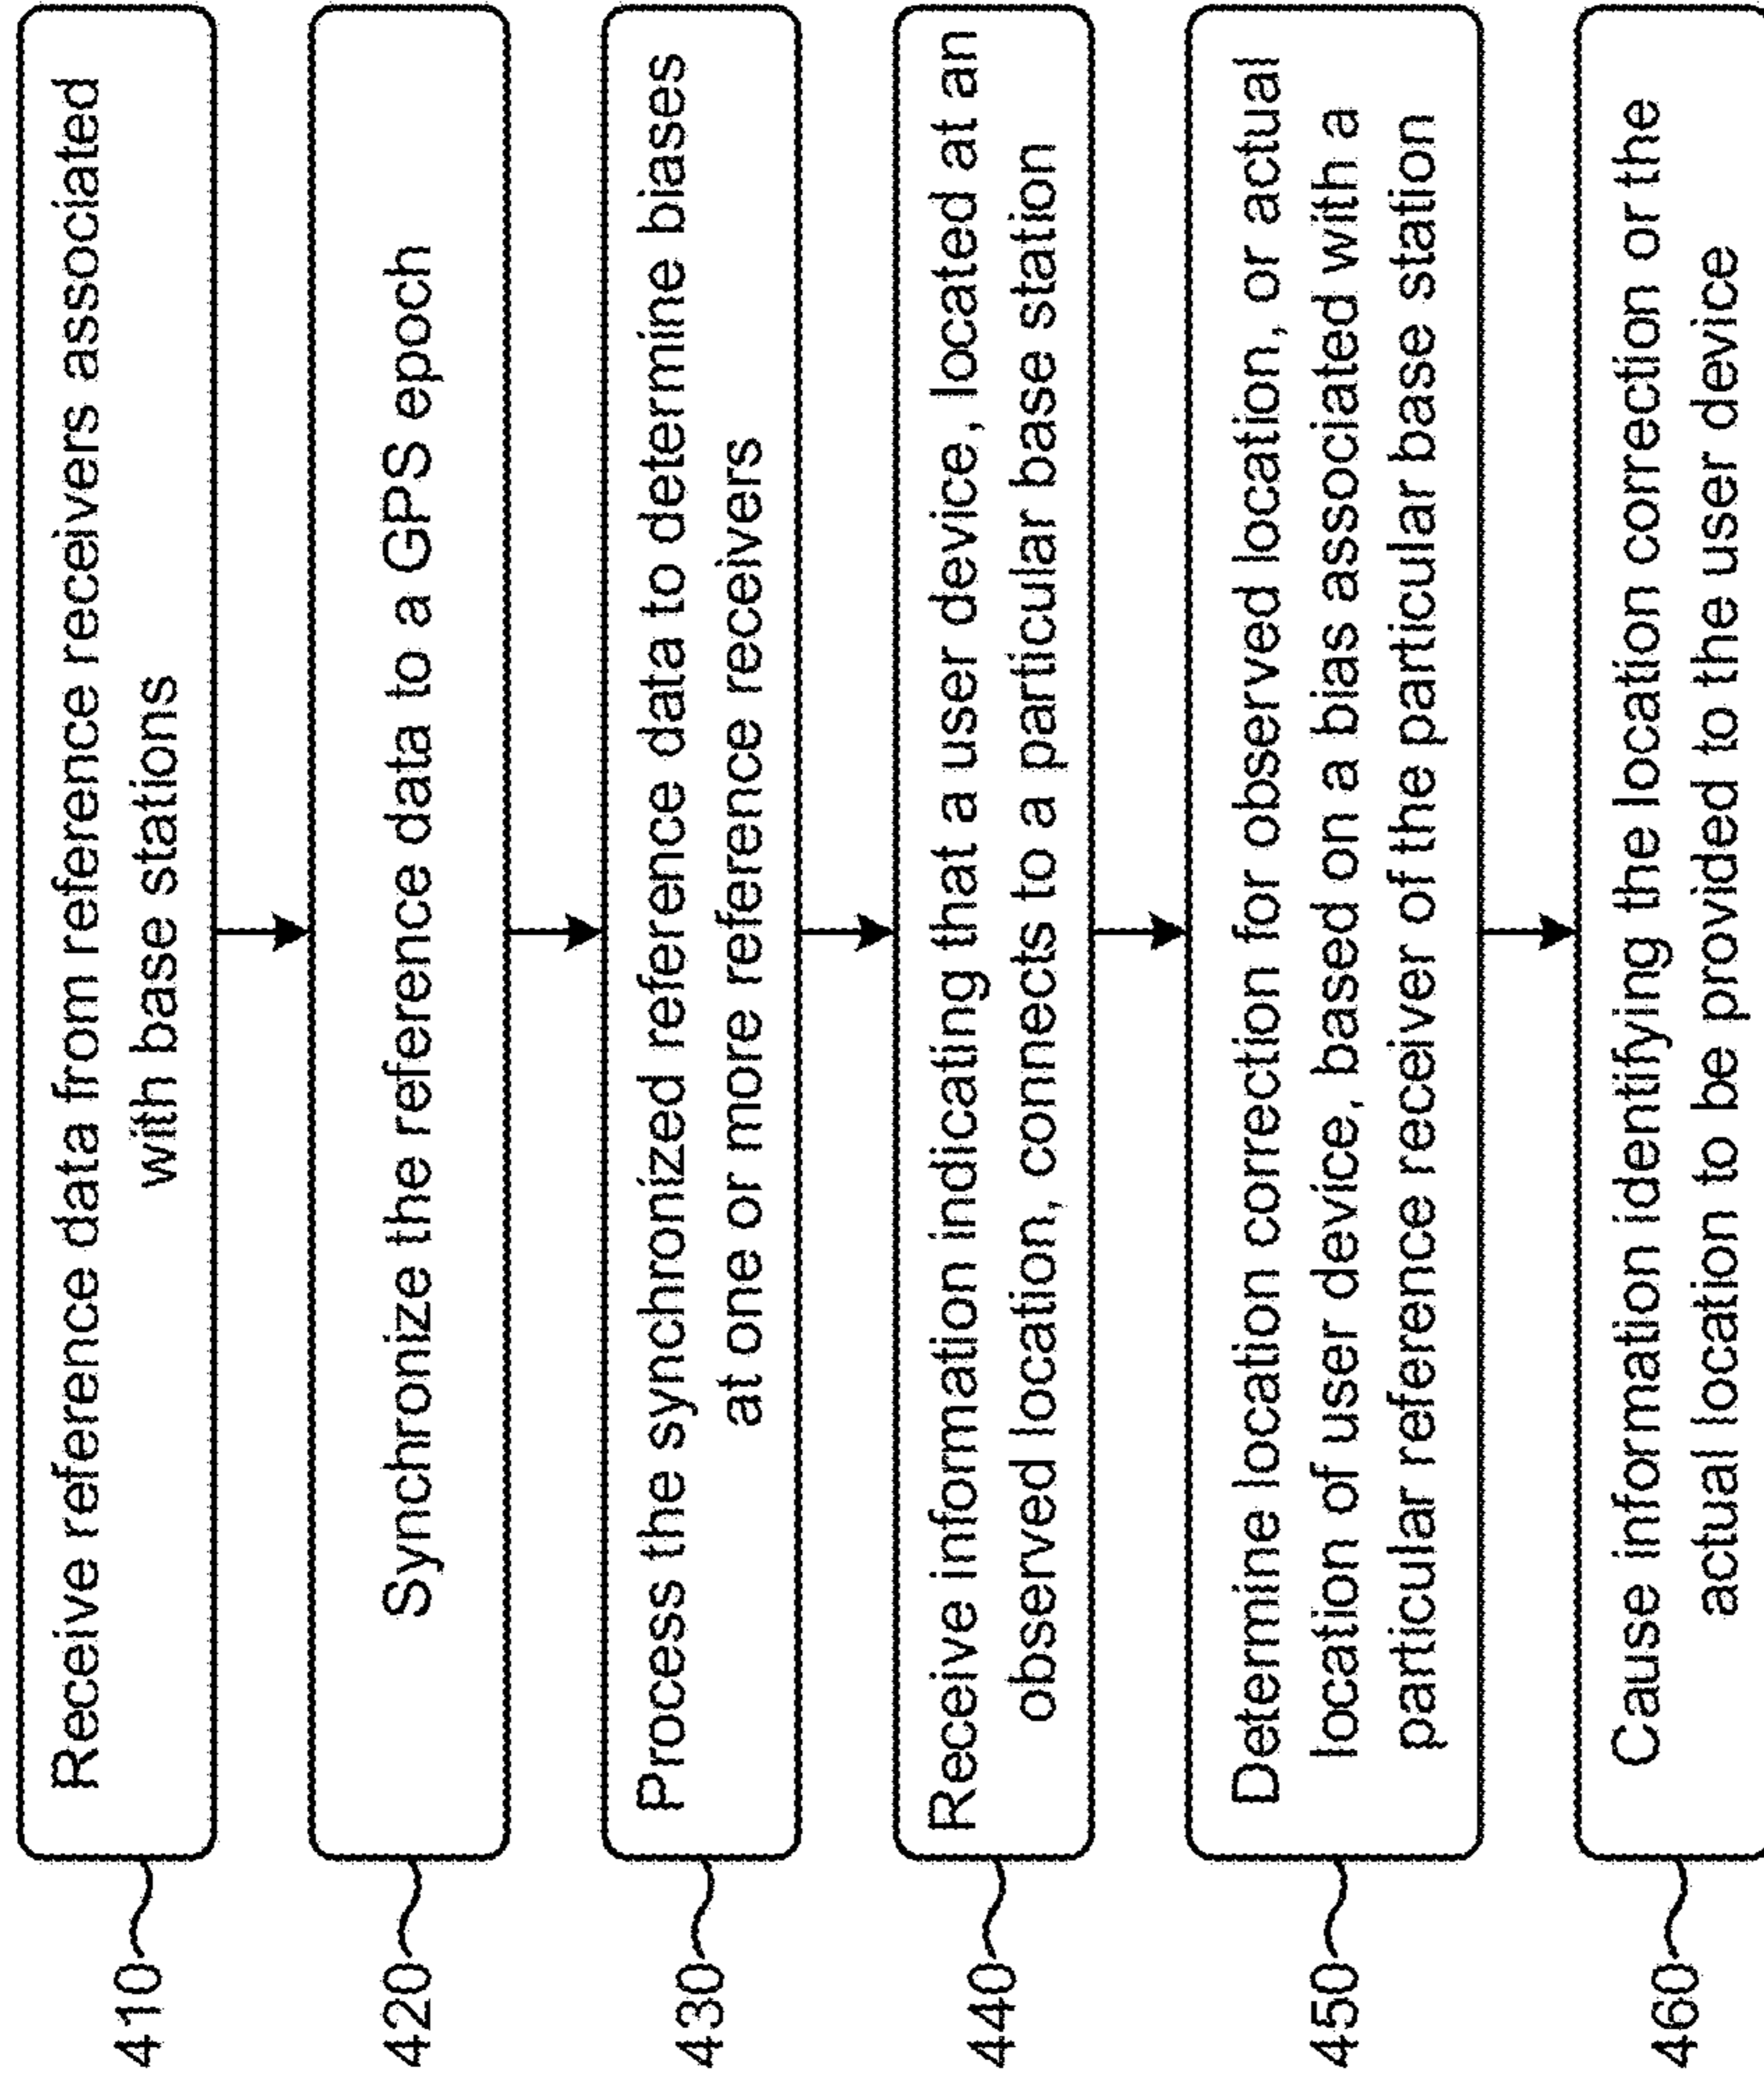 410
Receive reference data from reference receivers associated
with base stations
420
Synchronize the reference data to a GPS epoch
430
Process the synchronized reference data to determine biases
at one or more reference receivers
440
Receive information indicating that a user device, located at an
observed location, connects to a particular base station
450
Determine location correction for observed location, or actual
location of user device, based on a bias associated with a
particular reference receiver of the particular base station
460
Cause information identifying the location correction or the
actual location to be provided to the user device